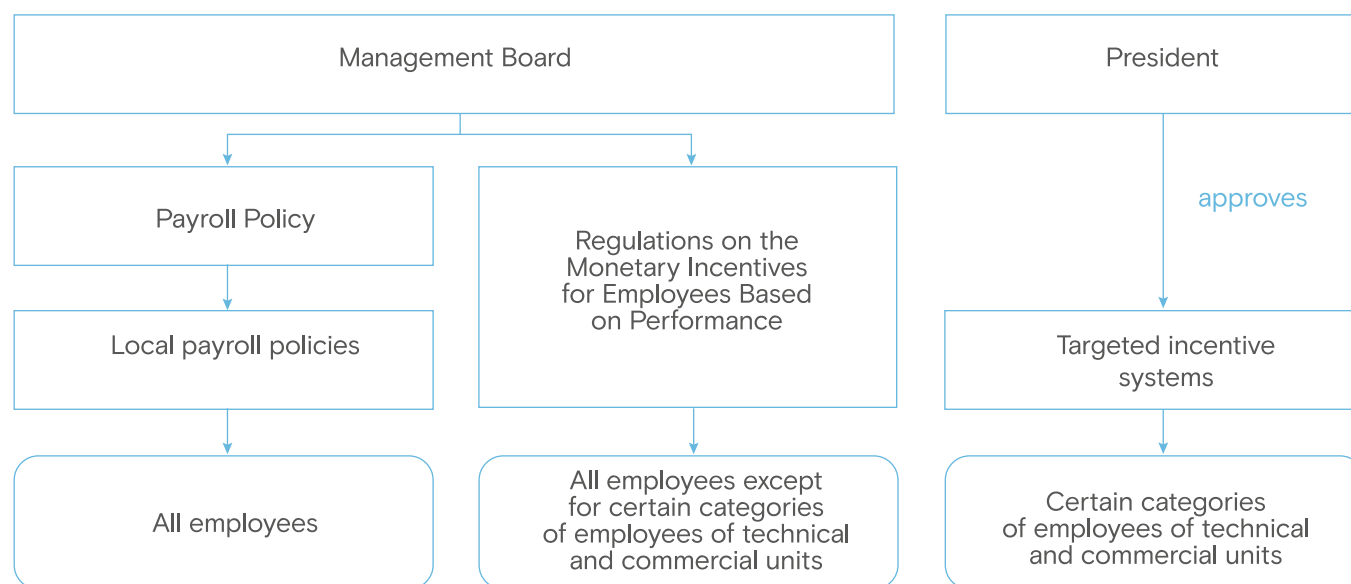 Management Board
President
approves
Payroll Policy
Regulations on the
Monetary Incentives
for Employees Based
on Performance
Local payroll policies
Targeted incentive
systems
All employees
All employees except
for certain categories
of employees of technical
and commercial units
Certain categories
of employees of technical
and commercial units